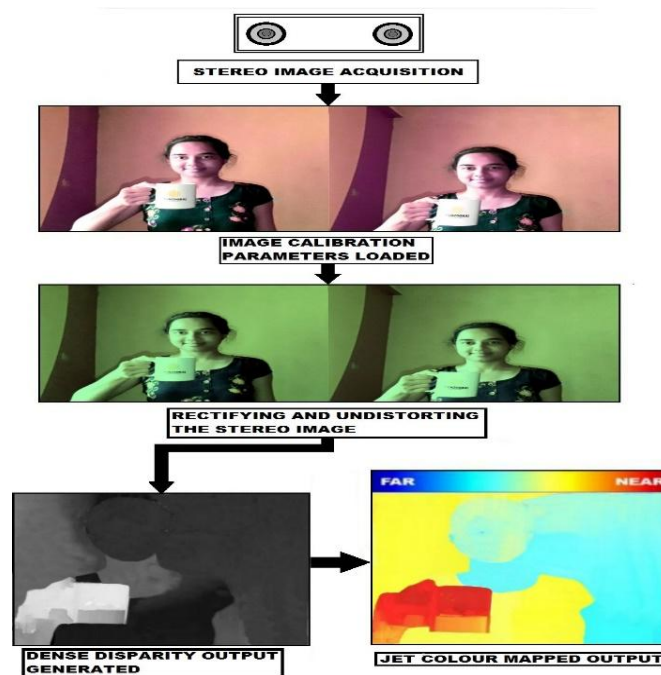 STEREO IMAGE ACQUISITION
IMAGE CALIBRATION
PARAMETERS LOADED
RECTIFYING AND UNDISTORTING
THE STEREO IMAGE
FAR
NEAR
DENSE DISPARITY OUTPUT
GENERATED
JET COLOUR MAPPED OUTPUT